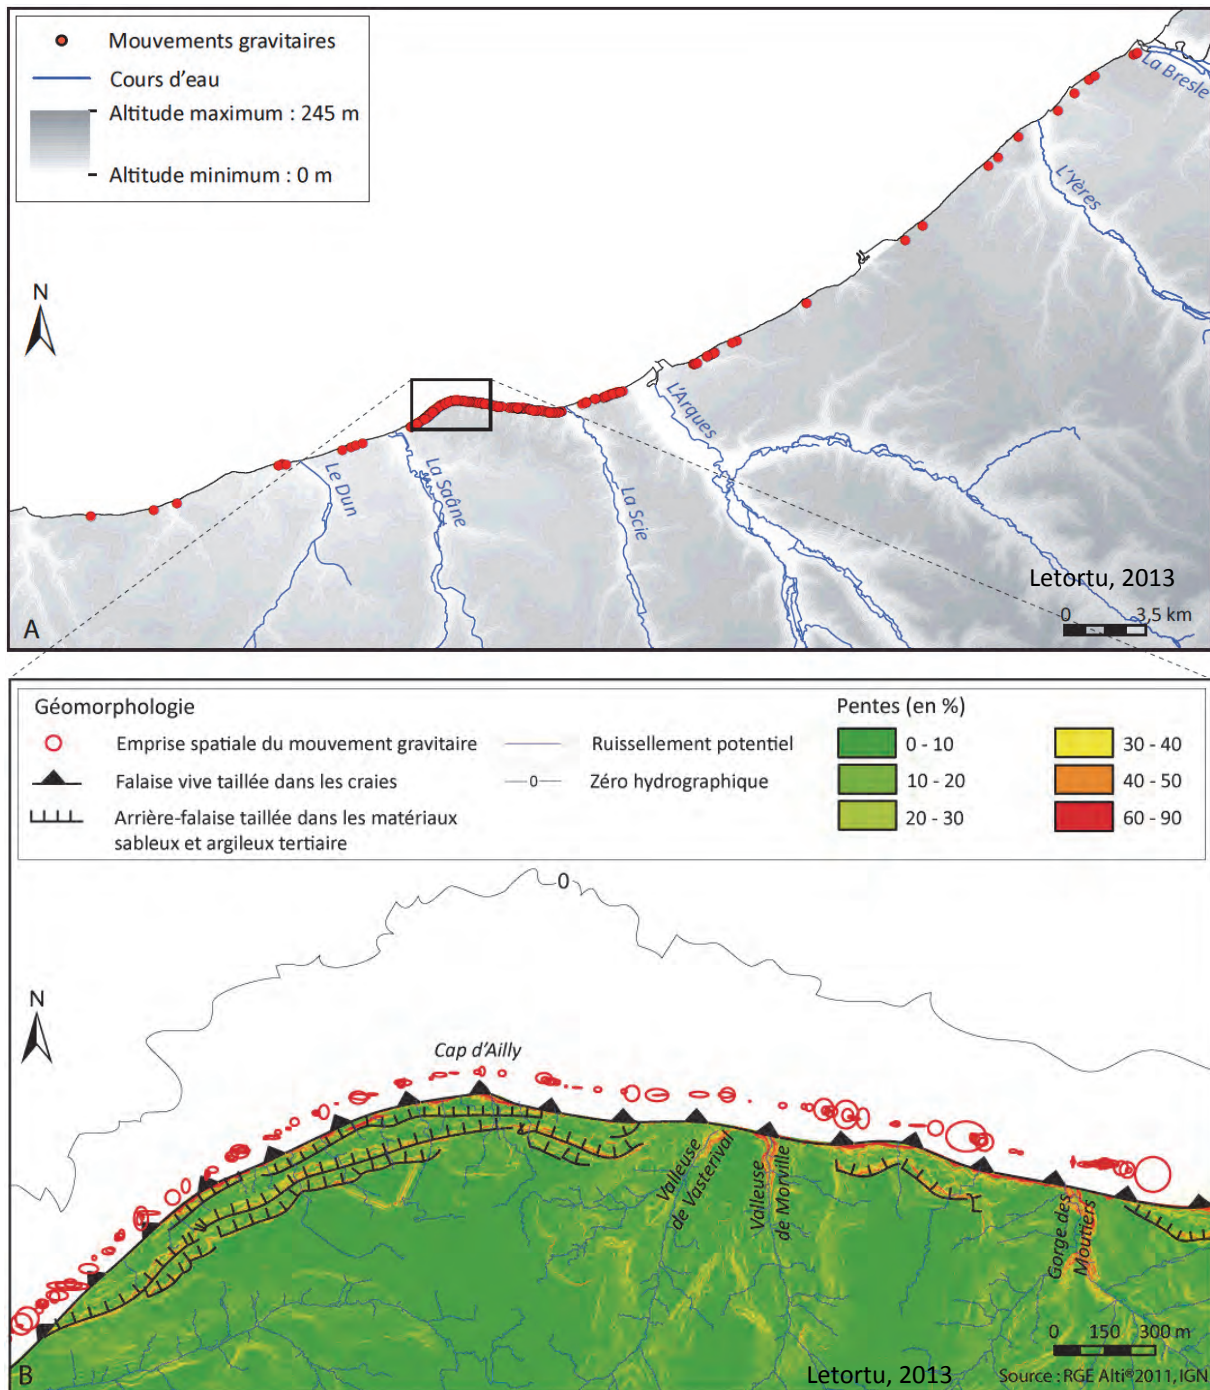 Mouvements gravitaires
Cours d'eau
Altitude maximum : 245 m
Altitude minimum : 0 m
N
La Bresle
L'Yères
L'Arques
La Scie
La Saâne
Le Dun
Letortu, 2013
0 3,5 km
A
Géomorphologie
Emprise spatiale du mouvement gravitaire
Falaise vive taillée dans les craies
Arrière-falaise taillée dans les matériaux
sableux et argileux tertiaire
Ruissellement potentiel
0
Zéro hydrographique
Pentes (en %)
0 - 10
10 - 20
20 - 30
30 - 40
40 - 50
60 - 90
0
N
Cap d'Ailly
Valleuse
de Vasterival
Valleuse
de Morville
Gorge des
Moutiers
0 150 300 m
B
Letortu, 2013
Source : RGE Alti®2011, IGN